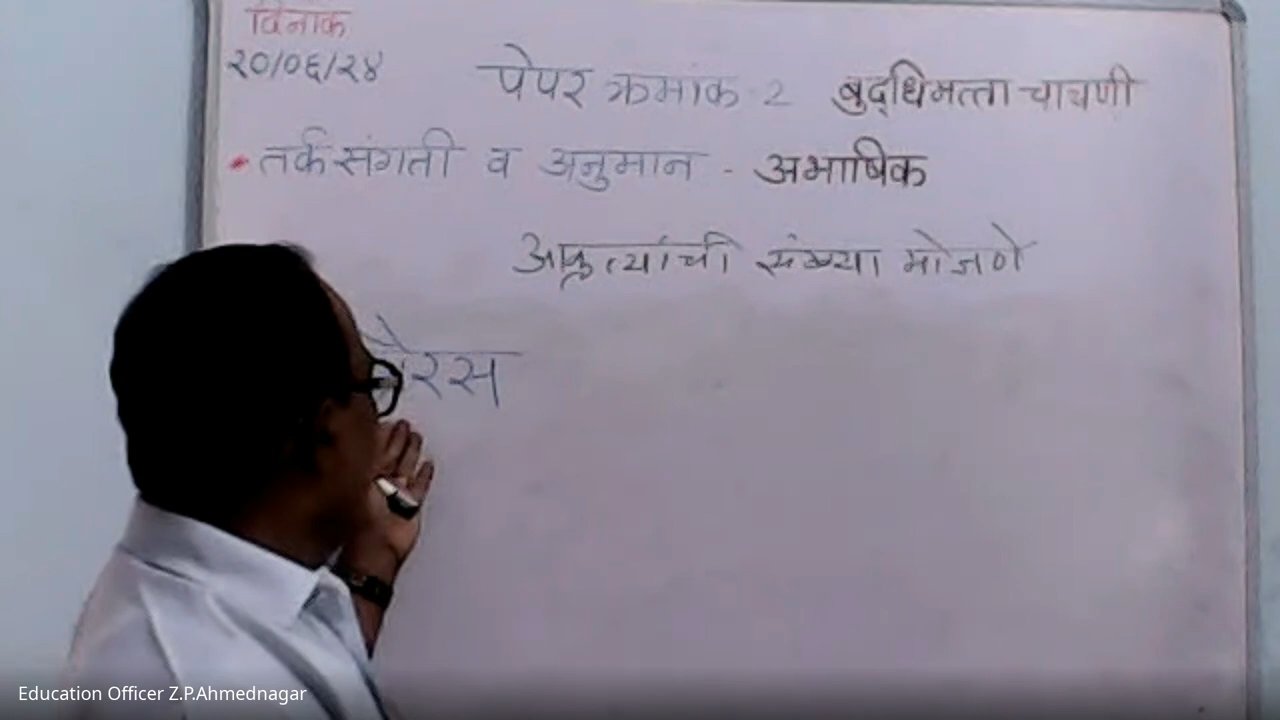 दिनांक
२०/०६/२४
पेपर क्रमांक-2 बुद्धिमत्ता चाचणी
• तर्कसंगती व अनुमान - अभाषिक
आकृत्यांची संख्या मोजणे
Education Officer Z.P.Ahmednagar